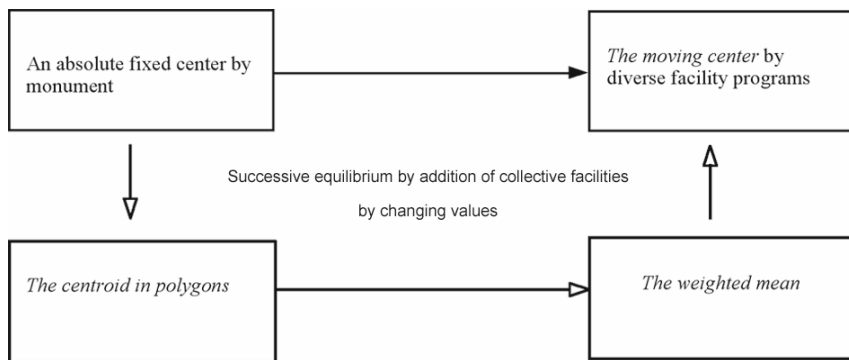 An absolute fixed center by
monument
The moving center by
diverse facility programs
Successive equilibrium by addition of collective facilities
by changing values
The centroid in polygons
The weighted mean